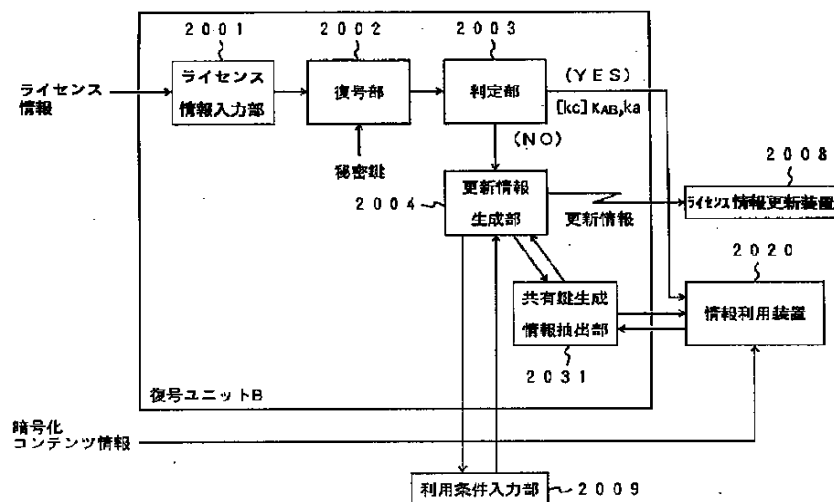 2001
2002
2003
ライセンス
情報
ライセンス
情報入力部
復号部
判定部
(YES)
[kc]KAB,ka
(NO)
秘密鍵
2004
更新情報
生成部
更新情報
2008
ライセンス情報更新装置
2020
共有鍵生成
情報抽出部
情報利用装置
2031
復号ユニットB
暗号化
コンテンツ情報
利用条件入力部
2009